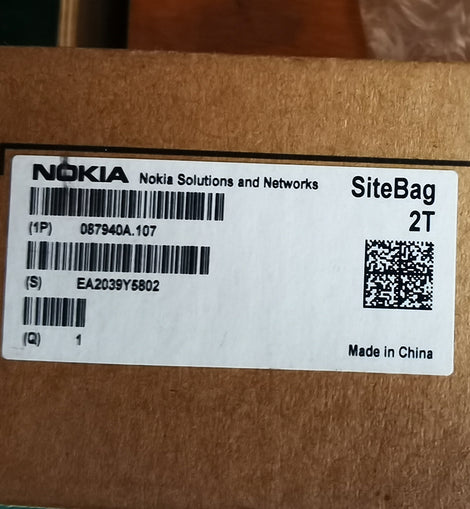 NOKIA Nokia Solutions and Networks
SiteBag
2T
(1P) 087940A.107
(S) EA2039Y5802
(Q) 1
Made in China